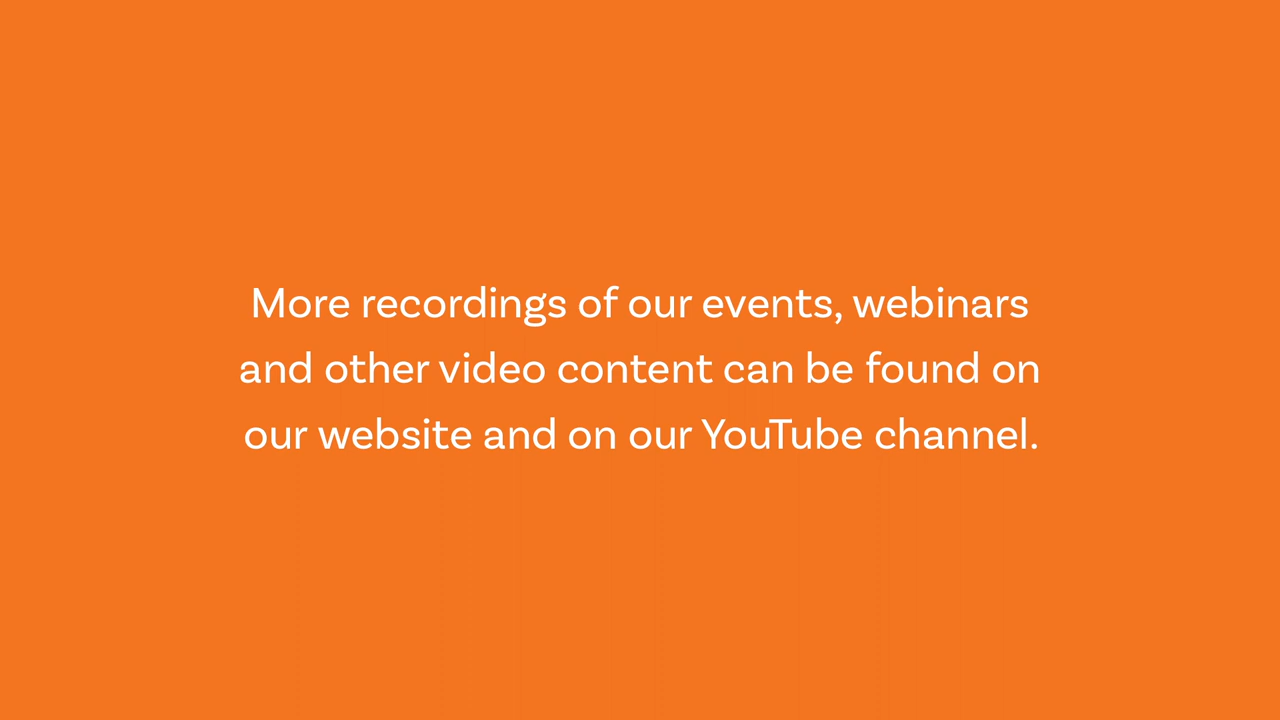 More recordings of our events, webinars
and other video content can be found on
our website and on our YouTube channel.